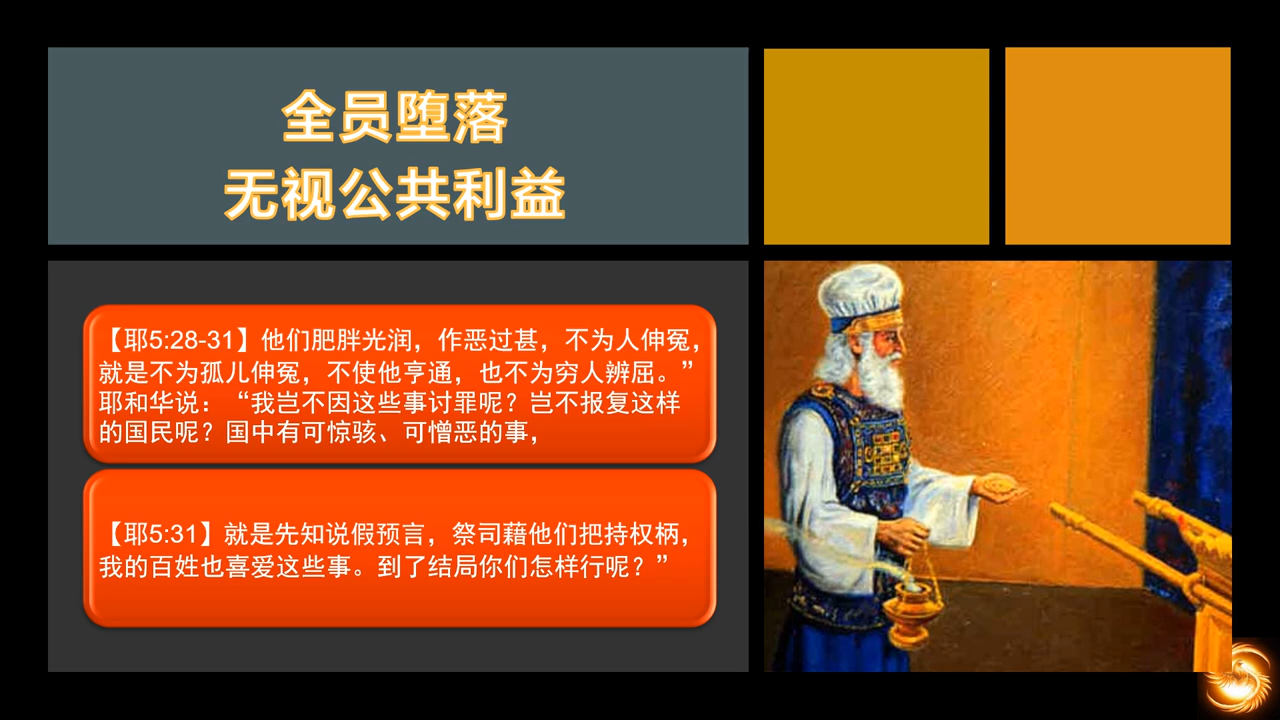 全员堕落
无视公共利益
【耶5:28-31】他们肥胖光润，作恶过甚，不为人伸冤，
就是不为孤儿伸冤，不使他亨通，也不为穷人辨屈。”
耶和华说：“我岂不因这些事讨罪呢？岂不报复这样
的国民呢？国中有可惊骇、可憎恶的事，
【耶5:31】就是先知说假预言，祭司藉他们把持权柄，
我的百姓也喜爱这些事。到了结局你们怎样行呢？”